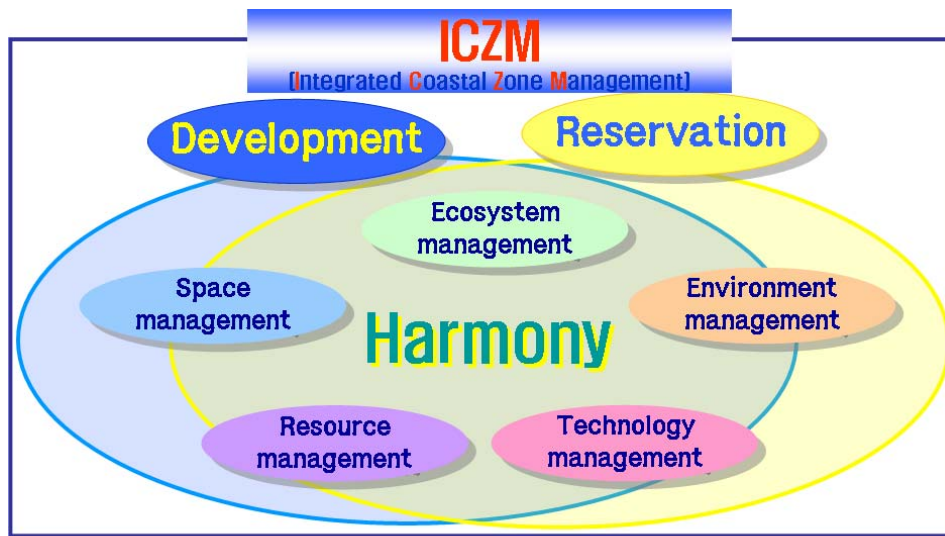 ICZM
(Integrated Coastal Zone Management)
Development
Reservation
Ecosystem
management
Space
management
Environment
management
Harmony
Resource
management
Technology
management